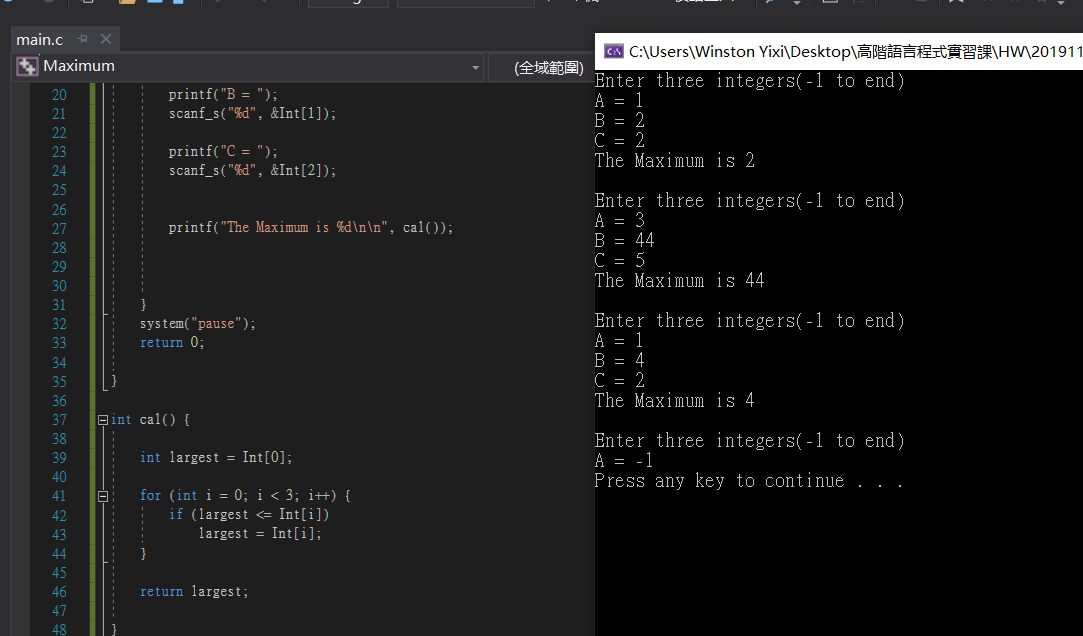 main.c
Maximum
(全域範圍)
20 printf("B = ");
21 scanf_s("%d", &Int[1]);
22
23 printf("C = ");
24 scanf_s("%d", &Int[2]);
25
26
27 printf("The Maximum is %d\n\n", cal());
28
29
30
31 }
32 system("pause");
33 return 0;
34
35 }
36
37 int cal() {
38
39 int largest = Int[0];
40
41 for (int i = 0; i < 3; i++) {
42 if (largest <= Int[i])
43 largest = Int[i];
44 }
45
46 return largest;
47
48 }
C:\Users\Winston Yixi\Desktop\高階語言程式實習課\HW\201911
Enter three integers(-1 to end)
A = 1
B = 2
C = 2
The Maximum is 2
Enter three integers(-1 to end)
A = 3
B = 44
C = 5
The Maximum is 44
Enter three integers(-1 to end)
A = 1
B = 4
C = 2
The Maximum is 4
Enter three integers(-1 to end)
A = -1
Press any key to continue . . .